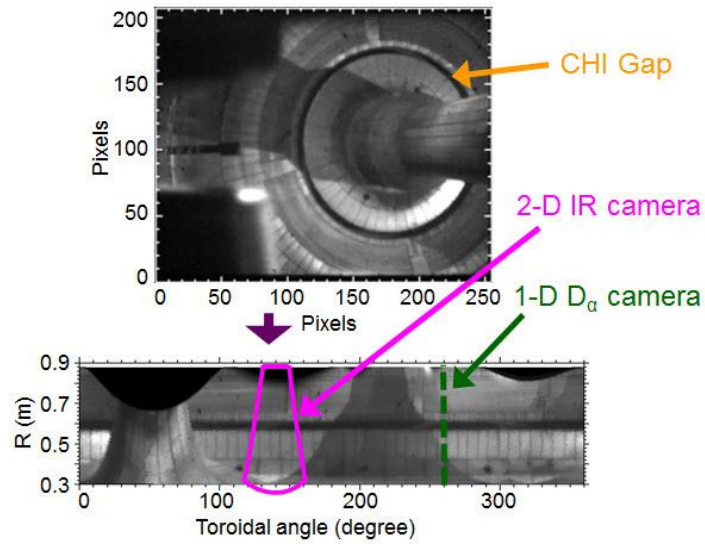 200
150
100
50
0
Pixels
0 50 100 150 200 250
Pixels
CHI Gap
2-D IR camera
1-D Dα camera
0.9
0.7
0.5
0.3
R (m)
0 100 200 300
Toroidal angle (degree)